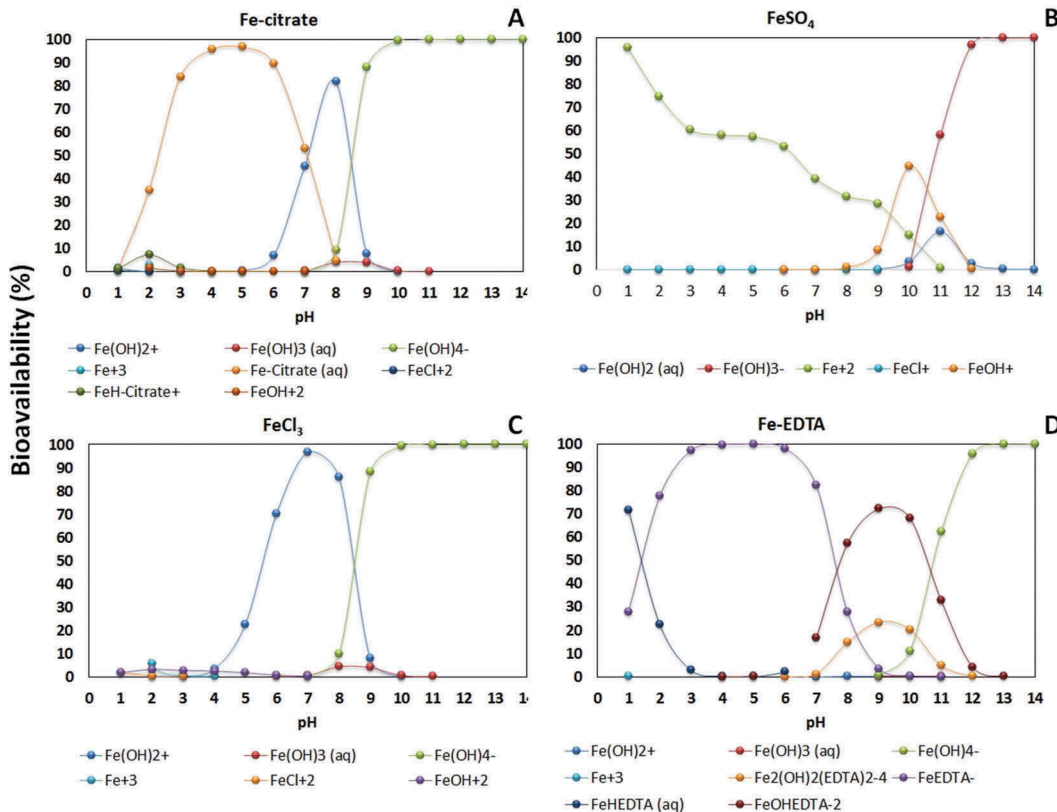 Fe-citrate A
100
90
80
70
60
50
40
30
20
10
0
0 1 2 3 4 5 6 7 8 9 10 11 12 13 14
pH
Fe(OH)2+ Fe(OH)3 (aq) Fe(OH)4-
Fe+3 Fe-Citrate (aq) FeCl+2
FeH-Citrate+ FeOH+2
FeSO4 B
100
90
80
70
60
50
40
30
20
10
0
0 1 2 3 4 5 6 7 8 9 10 11 12 13 14
pH
Fe(OH)2 (aq) Fe(OH)3- Fe+2 FeCl+ FeOH+
Bioavailability (%)
FeCl3 C
100
90
80
70
60
50
40
30
20
10
0
0 1 2 3 4 5 6 7 8 9 10 11 12 13 14
pH
Fe(OH)2+ Fe(OH)3 (aq) Fe(OH)4-
Fe+3 FeCl+2 FeOH+2
Fe-EDTA D
100
90
80
70
60
50
40
30
20
10
0
0 1 2 3 4 5 6 7 8 9 10 11 12 13 14
pH
Fe(OH)2+ Fe(OH)3 (aq) Fe(OH)4-
Fe+3 Fe2(OH)2(EDTA)2-4 FeEDTA-
FeHEDTA (aq) FeOHEDTA-2